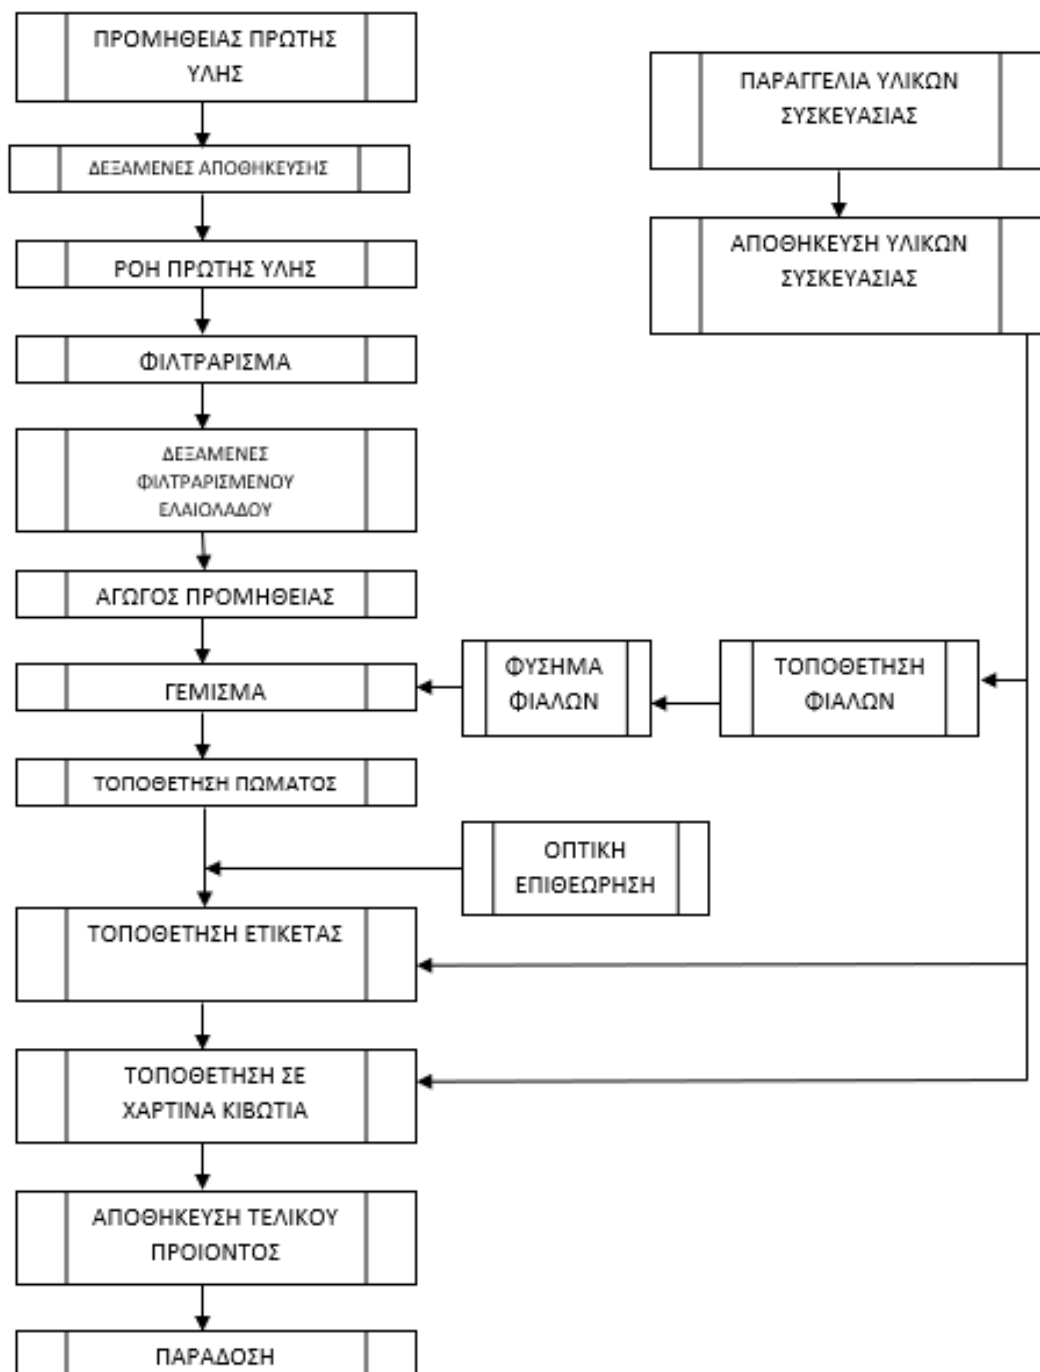 ΠΡΟΜΗΘΕΙΑΣ ΠΡΩΤΗΣ
ΥΛΗΣ
ΠΑΡΑΓΓΕΛΙΑ ΥΛΙΚΩΝ
ΣΥΣΚΕΥΑΣΙΑΣ
ΔΕΞΑΜΕΝΕΣ ΑΠΟΘΗΚΕΥΣΗΣ
ΡΟΗ ΠΡΩΤΗΣ ΥΛΗΣ
ΑΠΟΘΗΚΕΥΣΗ ΥΛΙΚΩΝ
ΣΥΣΚΕΥΑΣΙΑΣ
ΦΙΛΤΡΑΡΙΣΜΑ
ΔΕΞΑΜΕΝΕΣ
ΦΙΛΤΡΑΡΙΣΜΕΝΟΥ
ΕΛΑΙΟΛΑΔΟΥ
ΑΓΩΓΟΣ ΠΡΟΜΗΘΕΙΑΣ
ΓΕΜΙΣΜΑ
ΦΥΣΗΜΑ
ΦΙΑΛΩΝ
ΤΟΠΟΘΕΤΗΣΗ
ΦΙΑΛΩΝ
ΤΟΠΟΘΕΤΗΣΗ ΠΩΜΑΤΟΣ
ΟΠΤΙΚΗ
ΕΠΙΘΕΩΡΗΣΗ
ΤΟΠΟΘΕΤΗΣΗ ΕΤΙΚΕΤΑΣ
ΤΟΠΟΘΕΤΗΣΗ ΣΕ
ΧΑΡΤΙΝΑ ΚΙΒΩΤΙΑ
ΑΠΟΘΗΚΕΥΣΗ ΤΕΛΙΚΟΥ
ΠΡΟΙΟΝΤΟΣ
ΠΑΡΑΔΟΣΗ